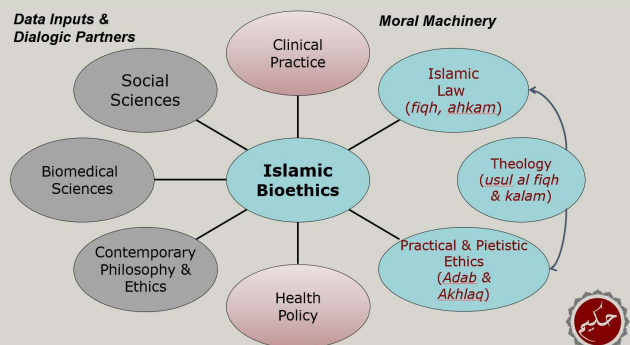 Data Inputs &
Dialogic Partners
Moral Machinery
Clinical
Practice
Social
Sciences
Islamic
Law
(fiqh, ahkam)
Biomedical
Sciences
Islamic
Bioethics
Theology
(usul al fiqh
& kalam)
Contemporary
Philosophy &
Ethics
Practical & Pietistic
Ethics
(Adab &
Akhlaq)
Health
Policy
حكيم